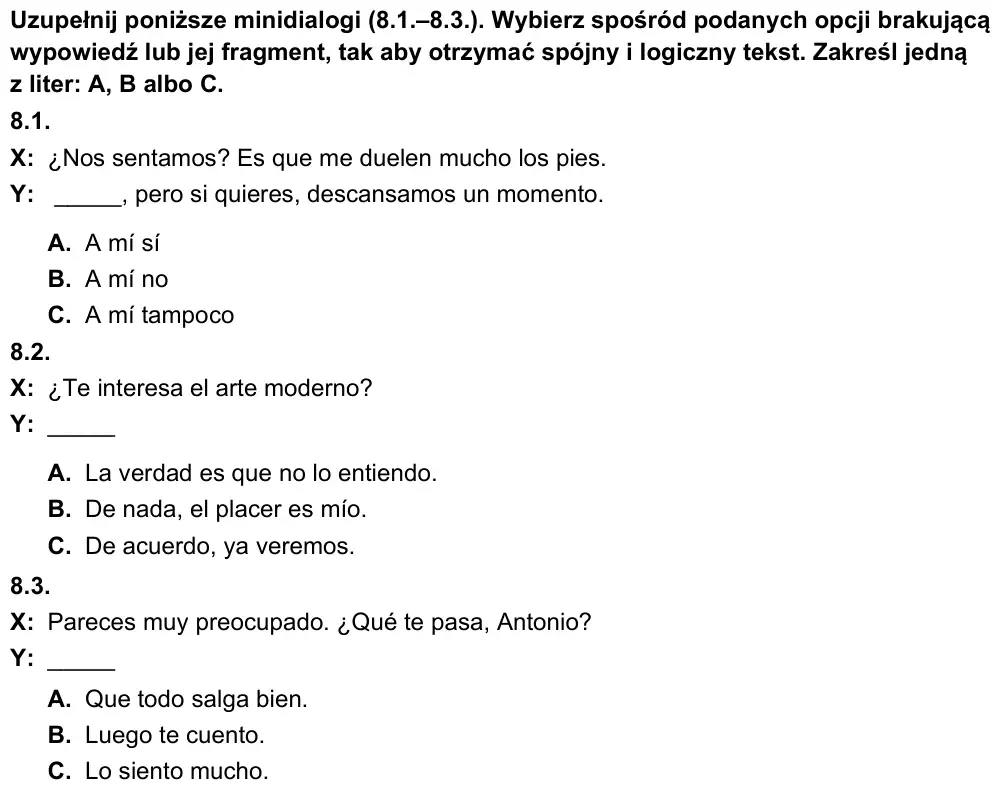 Uzupełnij poniższe minidialogi (8.1.–8.3.). Wybierz spośród podanych opcji brakującą
wypowiedź lub jej fragment, tak aby otrzymać spójny i logiczny tekst. Zakreśl jedną
z liter: A, B albo C.
8.1.
X: ¿Nos sentamos? Es que me duelen mucho los pies.
Y: _____, pero si quieres, descansamos un momento.
A. A mí sí
B. A mí no
C. A mí tampoco
8.2.
X: ¿Te interesa el arte moderno?
Y: _____
A. La verdad es que no lo entiendo.
B. De nada, el placer es mío.
C. De acuerdo, ya veremos.
8.3.
X: Pareces muy preocupado. ¿Qué te pasa, Antonio?
Y: _____
A. Que todo salga bien.
B. Luego te cuento.
C. Lo siento mucho.